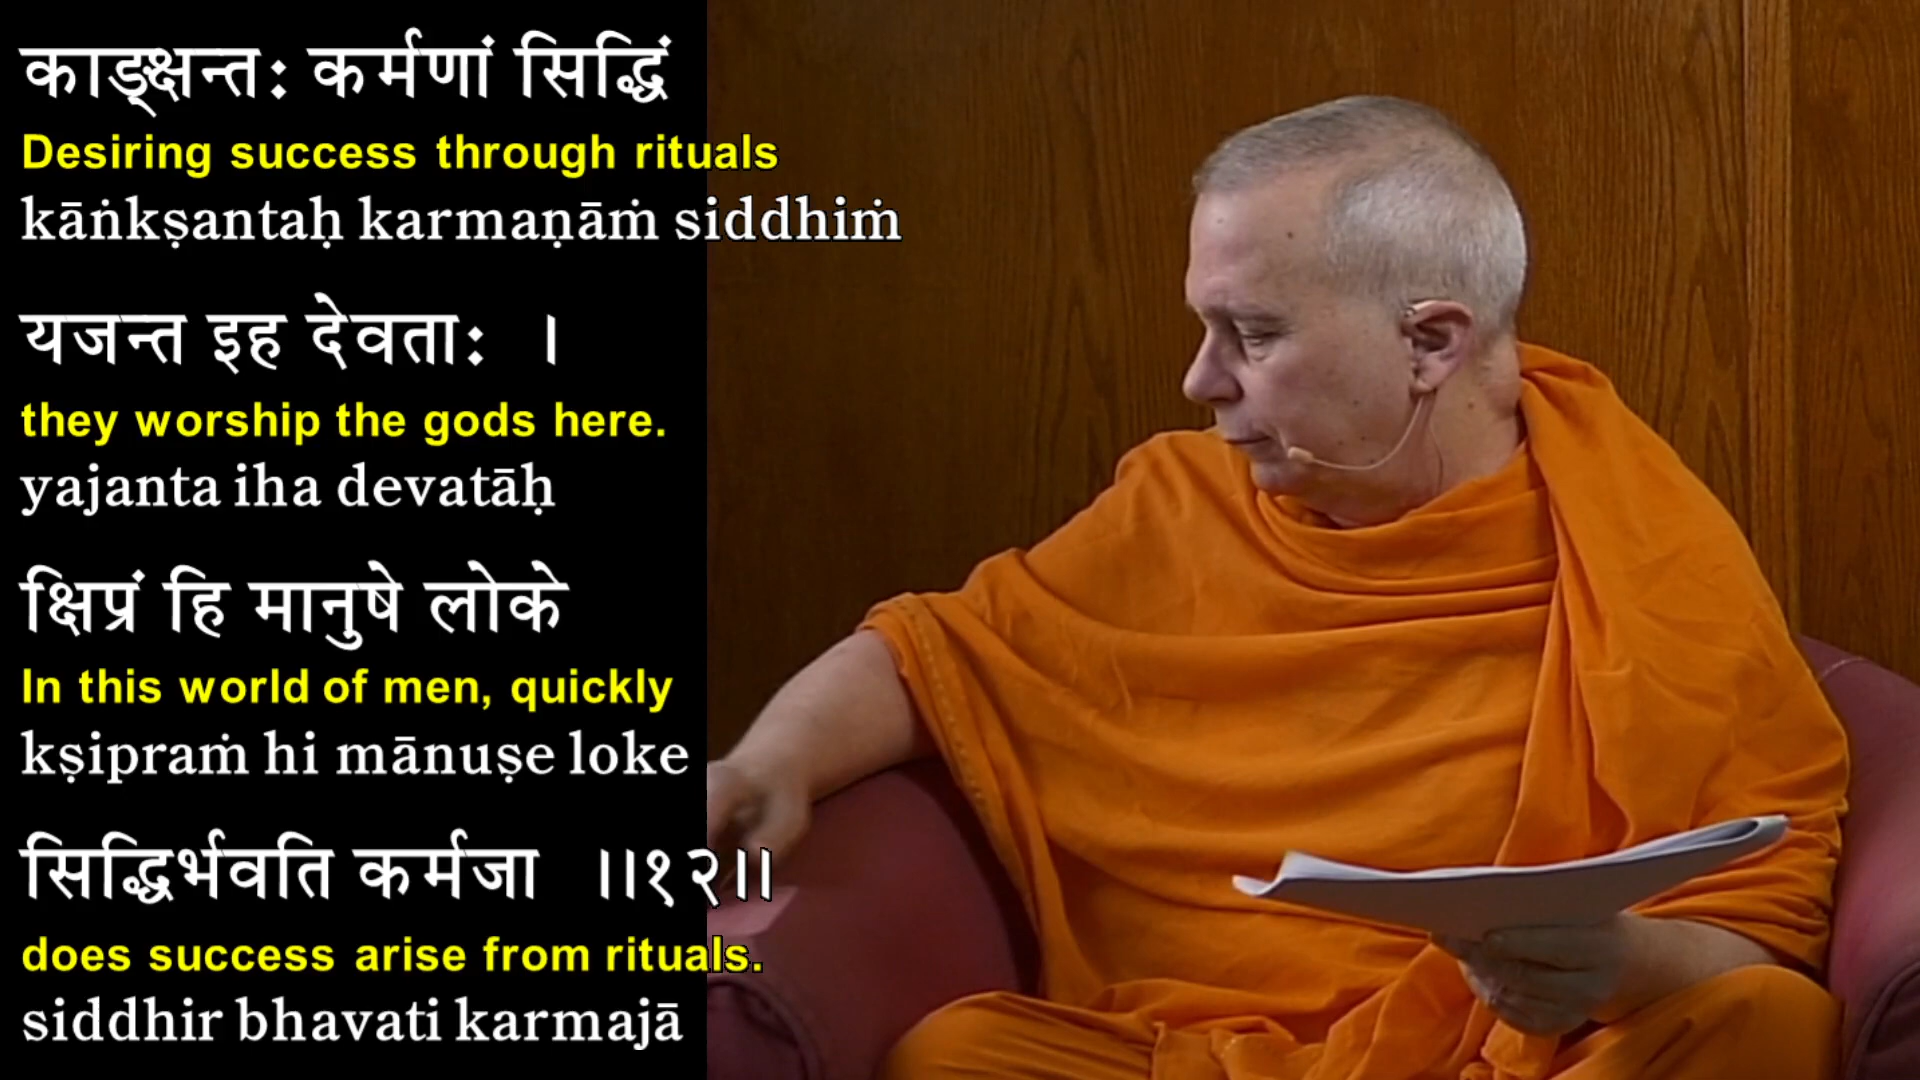 काङ्क्षन्तः कर्मणां सिद्धिं
Desiring success through rituals
kāṅkṣantaḥ karmaṇāṁ siddhiṁ
यजन्त इह देवताः ।
they worship the gods here.
yajanta iha devatāḥ
क्षिप्रं हि मानुषे लोके
In this world of men, quickly
kṣipraṁ hi mānuṣe loke
सिद्धिर्भवति कर्मजा ।।१२।।
does success arise from rituals.
siddhir bhavati karmajā